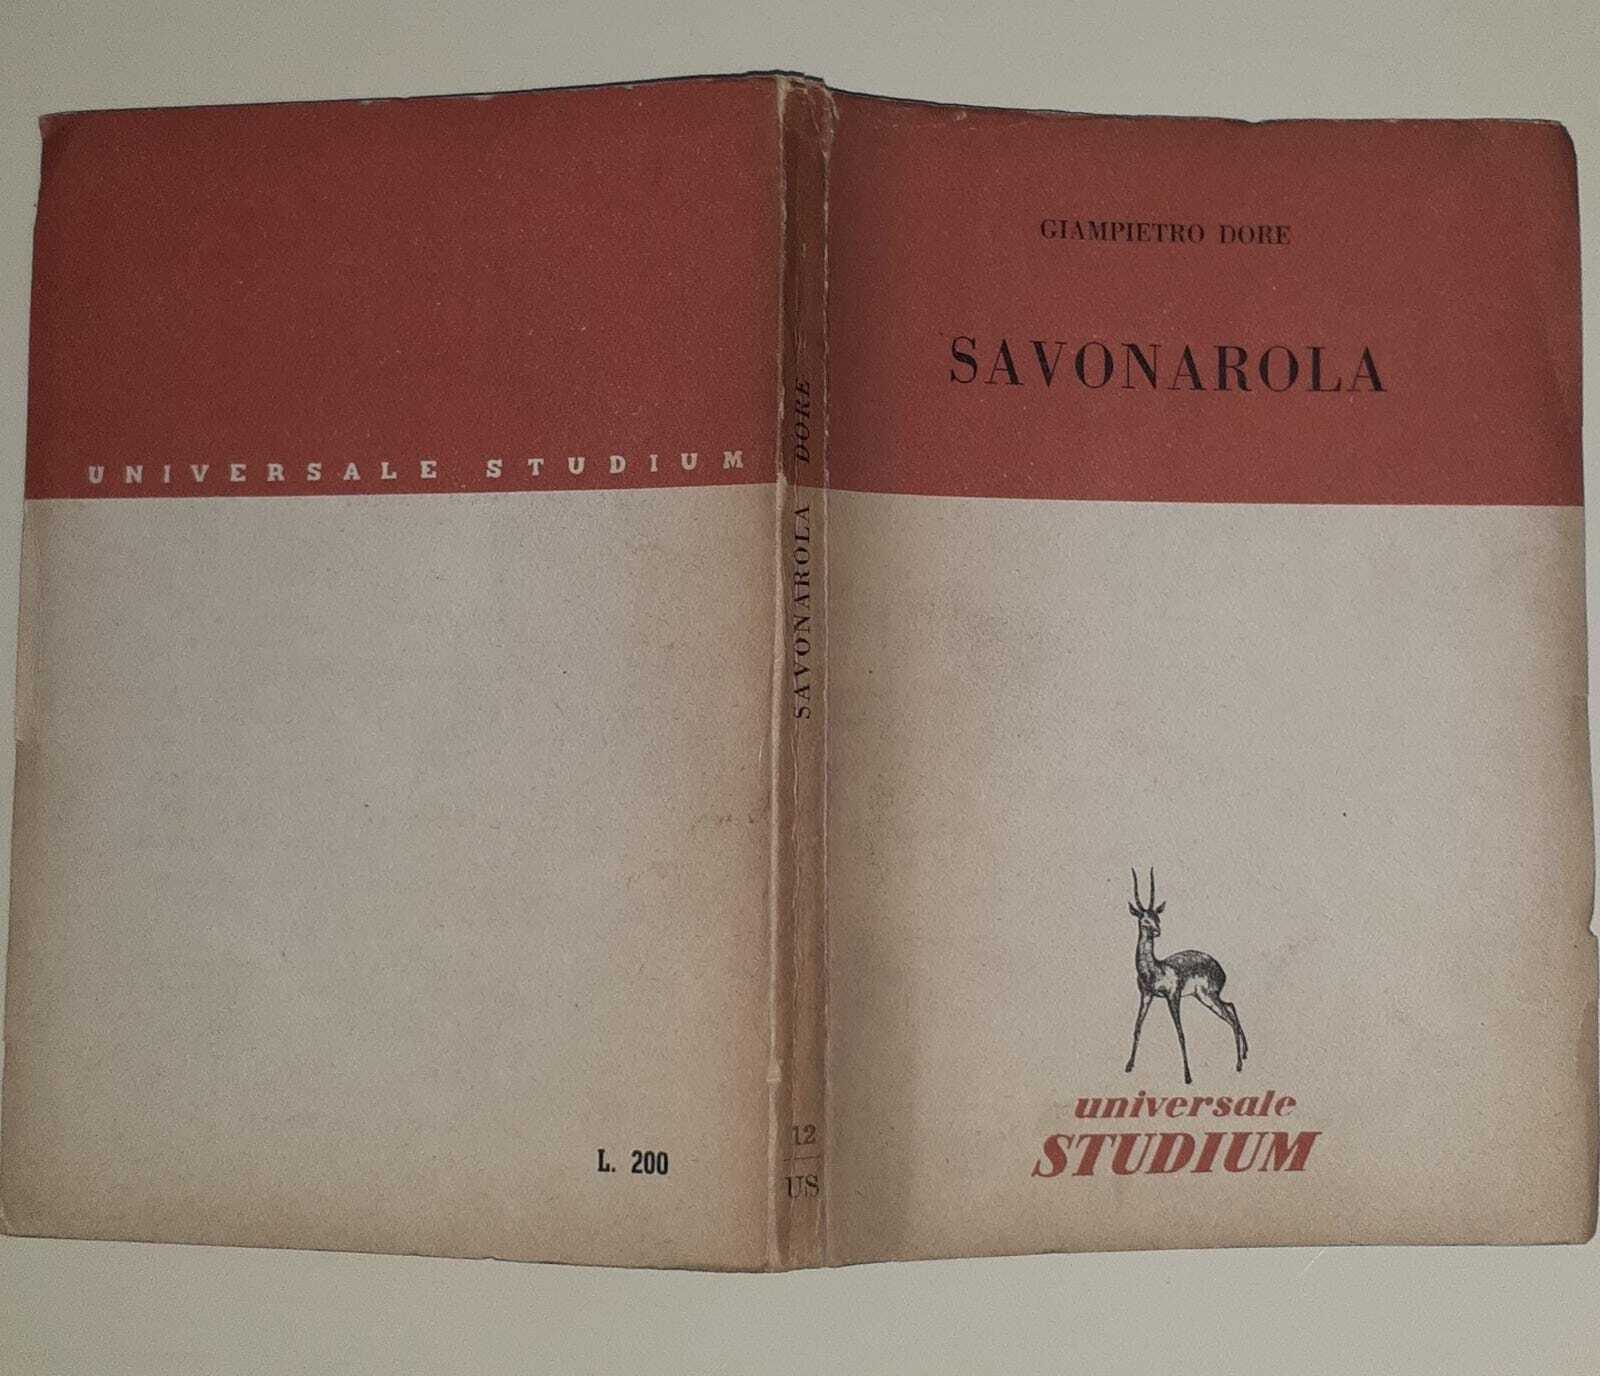 UNIVERSALE STUDIUM
L. 200
SAVONAROLA DORE
12
US
GIAMPIETRO DORE
SAVONAROLA
universale
STUDIUM